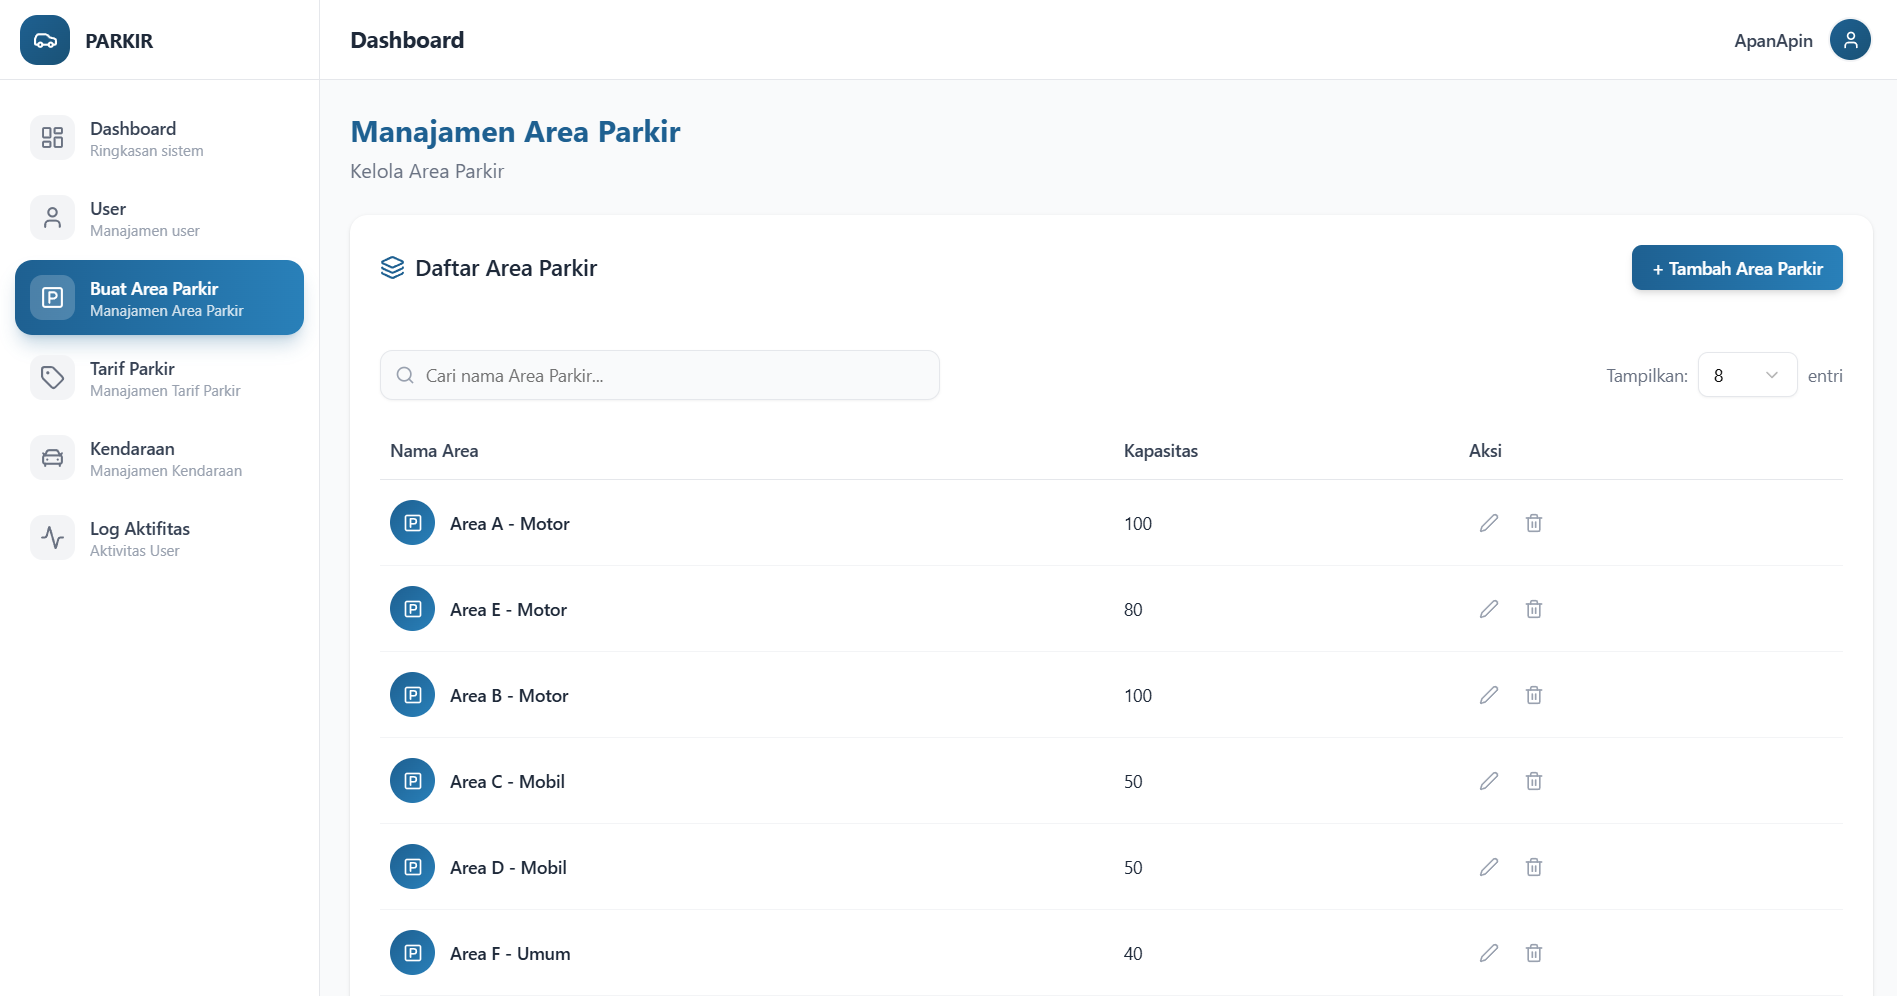 PARKIR
Dashboard
ApanApin
Dashboard
Ringkasan sistem
User
Manajamen user
Buat Area Parkir
Manajamen Area Parkir
Tarif Parkir
Manajamen Tarif Parkir
Kendaraan
Manajamen Kendaraan
Log Aktifitas
Aktivitas User
Manajamen Area Parkir
Kelola Area Parkir
Daftar Area Parkir
+ Tambah Area Parkir
Cari nama Area Parkir...
Tampilkan: 8 entri
Nama Area Kapasitas Aksi
P Area A - Motor 100
P Area E - Motor 80
P Area B - Motor 100
P Area C - Mobil 50
P Area D - Mobil 50
P Area F - Umum 40